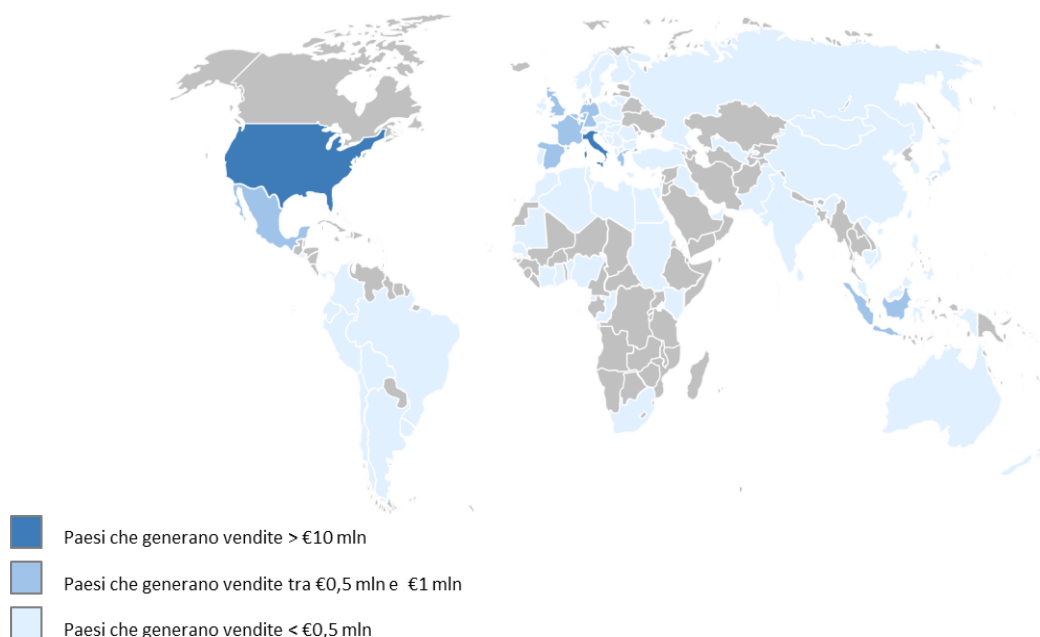 Paesi che generano vendite > €10 mln
Paesi che generano vendite tra €0,5 mln e €1 mln
Paesi che generano vendite < €0,5 mln